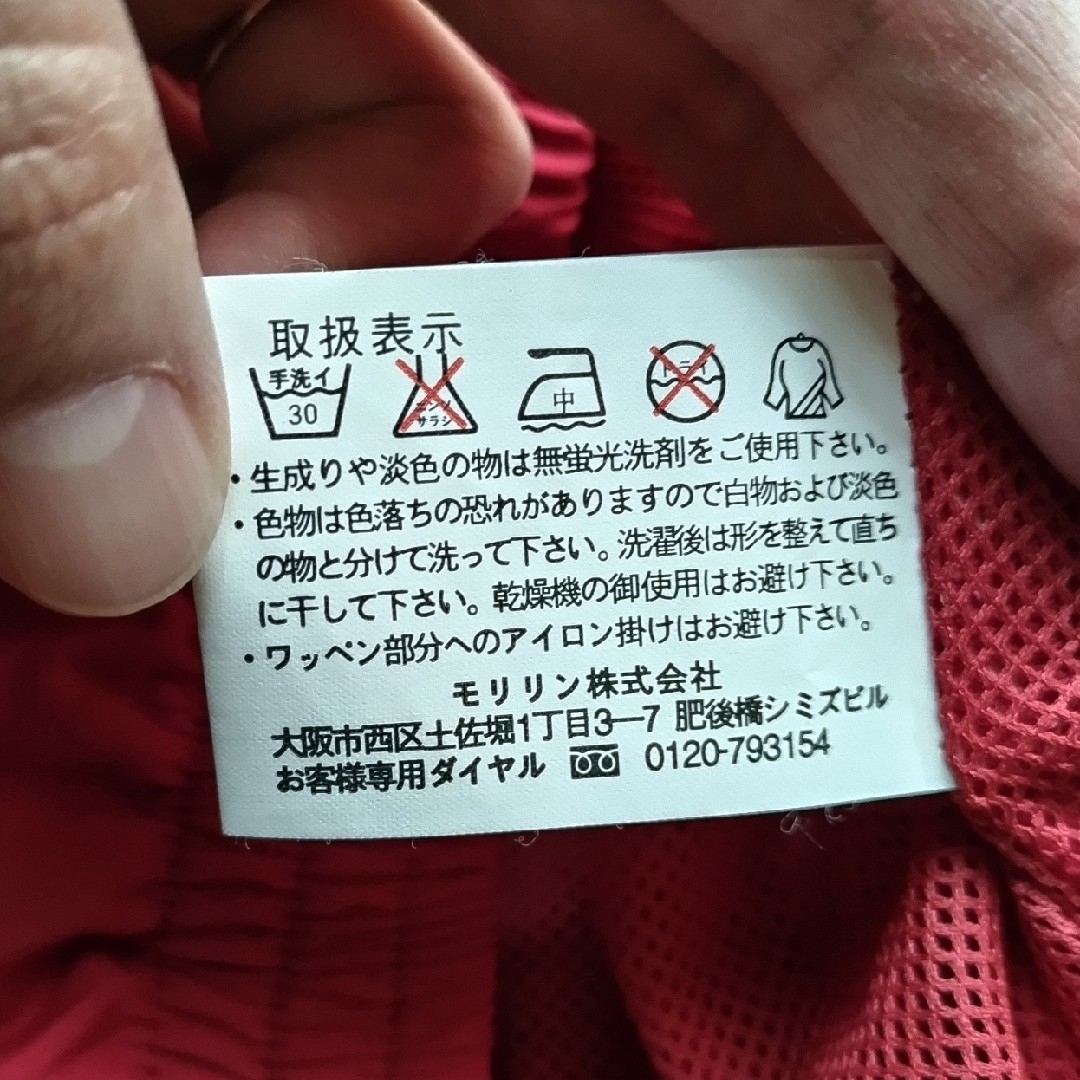 取扱表示
手洗イ 30 エンソ サラシ 中 ドライ
・生成りや淡色の物は無蛍光洗剤をご使用下さい。
・色物は色落ちの恐れがありますので白物および淡色
の物と分けて洗って下さい。洗濯後は形を整えて直ち
に干して下さい。乾燥機の御使用はお避け下さい。
・ワッペン部分へのアイロン掛けはお避け下さい。
モリリン株式会社
大阪市西区土佐堀1丁目3―7 肥後橋シミズビル
お客様専用ダイヤル 0120-793154